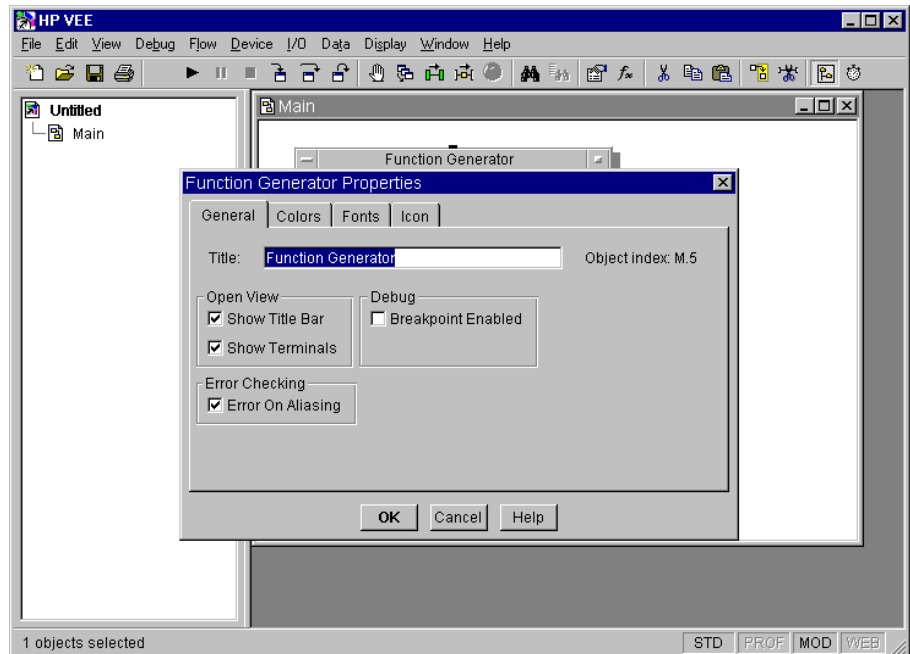 HP VEE
File Edit View Debug Flow Device I/O Data Display Window Help
Untitled
Main
Main
Function Generator
Function Generator Properties
General Colors Fonts Icon
Title: Function Generator Object index: M.5
Open View Debug
Show Title Bar Breakpoint Enabled
Show Terminals
Error Checking
Error On Aliasing
OK Cancel Help
1 objects selected STD PROF MOD WEB